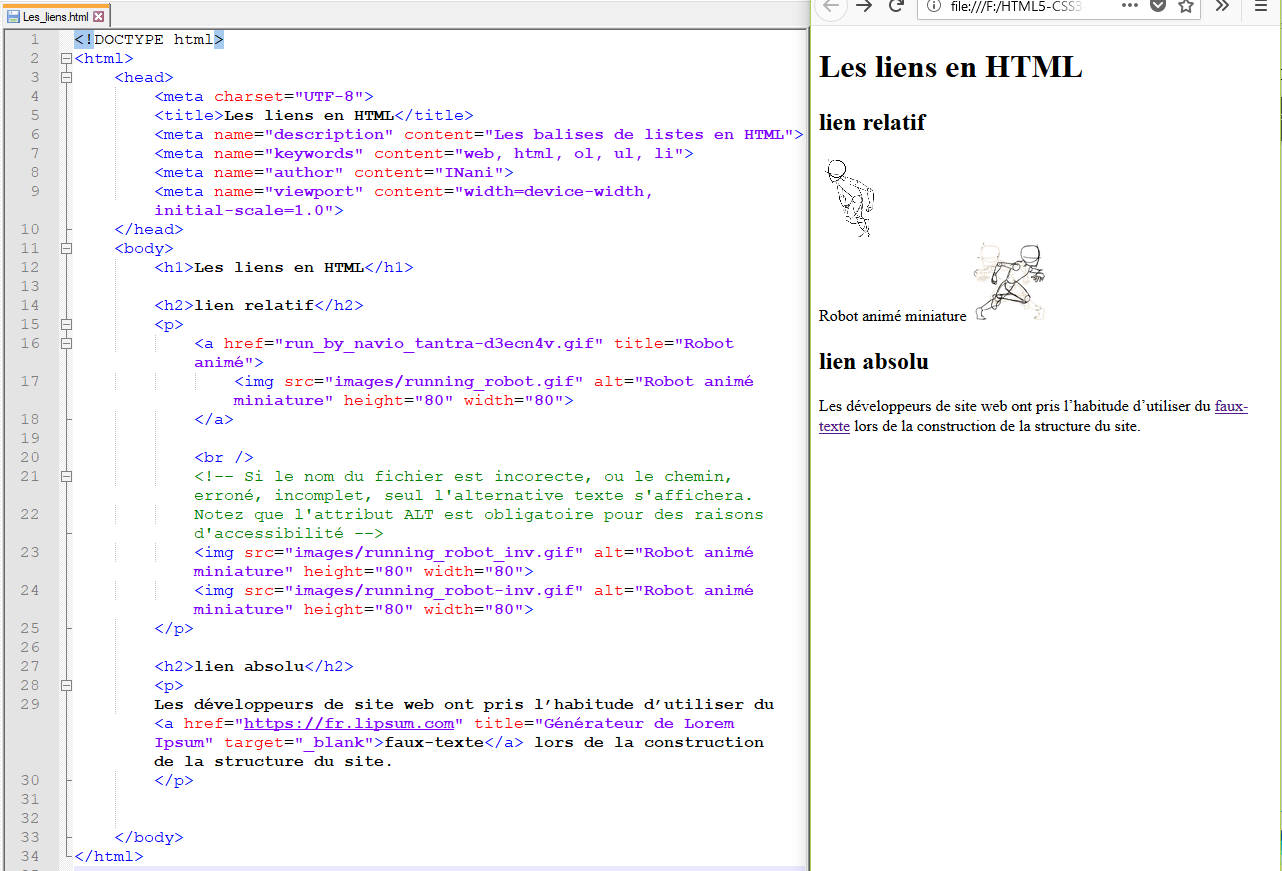 Les_liens.html
1 <!DOCTYPE html>
2 <html>
3 <head>
4 <meta charset="UTF-8">
5 <title>Les liens en HTML</title>
6 <meta name="description" content="Les balises de listes en HTML">
7 <meta name="keywords" content="web, html, ol, ul, li">
8 <meta name="author" content="INani">
9 <meta name="viewport" content="width=device-width,
initial-scale=1.0">
10 </head>
11 <body>
12 <h1>Les liens en HTML</h1>
13
14 <h2>lien relatif</h2>
15 <p>
16 <a href="run_by_navio_tantra-d3ecn4v.gif" title="Robot
animé">
17 <img src="images/running_robot.gif" alt="Robot animé
miniature" height="80" width="80">
18 </a>
19
20 <br />
21 <!-- Si le nom du fichier est incorecte, ou le chemin,
erroné, incomplet, seul l'alternative texte s'affichera.
22 Notez que l'attribut ALT est obligatoire pour des raisons
d'accessibilité -->
23 <img src="images/running_robot_inv.gif" alt="Robot animé
miniature" height="80" width="80">
24 <img src="images/running_robot-inv.gif" alt="Robot animé
miniature" height="80" width="80">
25 </p>
26
27 <h2>lien absolu</h2>
28 <p>
29 Les développeurs de site web ont pris l’habitude d’utiliser du
<a href="https://fr.lipsum.com" title="Générateur de Lorem
Ipsum" target="_blank">faux-texte</a> lors de la construction
de la structure du site.
30 </p>
31
32
33 </body>
34 </html>
file:///F:/HTML5-CSS3
Les liens en HTML
lien relatif
Robot animé miniature
lien absolu
Les développeurs de site web ont pris l’habitude d’utiliser du faux-
texte lors de la construction de la structure du site.